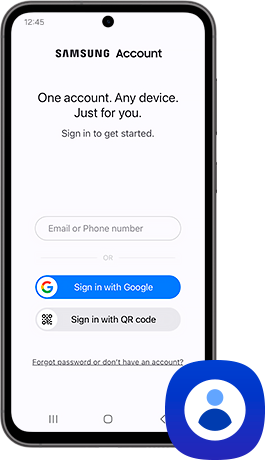 12:45
SAMSUNG Account
One account. Any device.
Just for you.
Sign in to get started.
Email or Phone number
OR
Sign in with Google
Sign in with QR code
Forgot password or don't have an account?